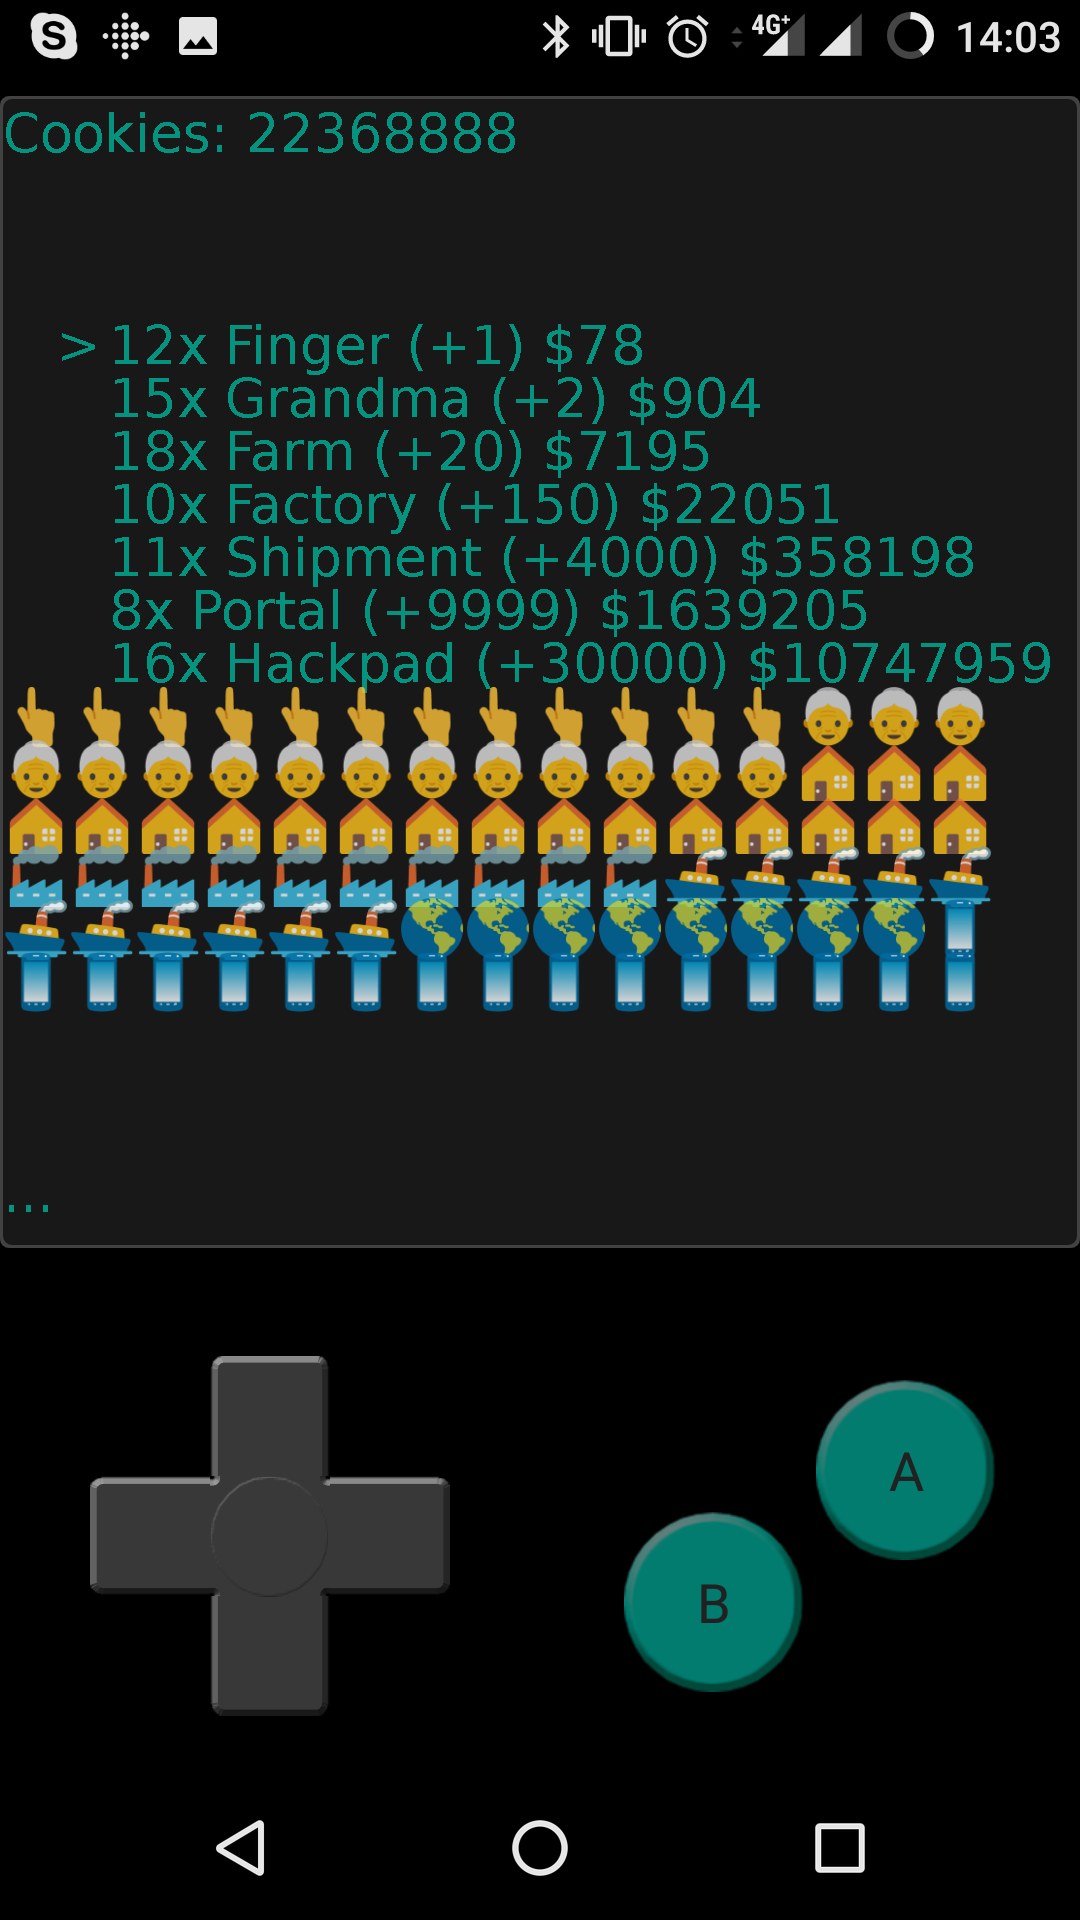 4G+ 14:03
Cookies: 22368888
> 12x Finger (+1) $78
15x Grandma (+2) $904
18x Farm (+20) $7195
10x Factory (+150) $22051
11x Shipment (+4000) $358198
8x Portal (+9999) $1639205
16x Hackpad (+30000) $10747959
...
A
B